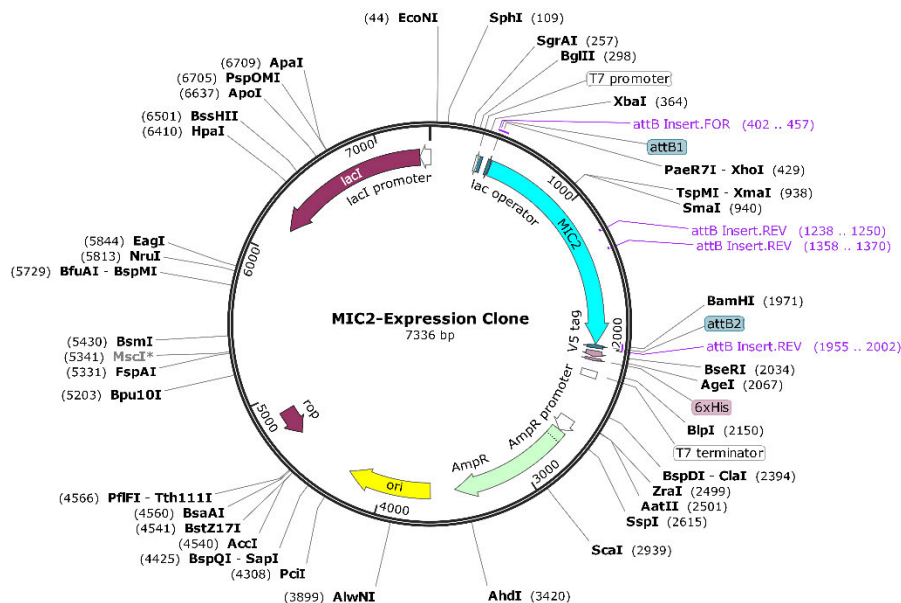 (44) EcoNI
SphI (109)
SgrAI (257)
BglII (298)
T7 promoter
XbaI (364)
attB Insert.FOR (402 .. 457)
attB1
PaeR7I - XhoI (429)
TspMI - XmaI (938)
SmaI (940)
attB Insert.REV (1238 .. 1250)
attB Insert.REV (1358 .. 1370)
BamHI (1971)
attB2
attB Insert.REV (1955 .. 2002)
BseRI (2034)
AgeI (2067)
6xHis
BlpI (2150)
T7 terminator
BspDI - ClaI (2394)
ZraI (2499)
AatII (2501)
SspI (2615)
ScaI (2939)
AhdI (3420)
(3899) AlwNI
(4308) PciI
(4425) BspQI - SapI
(4540) AccI
(4541) BstZ17I
(4560) BsaAI
(4566) PflFI - Tth111I
(5203) Bpu10I
(5331) FspAI
(5341) MscI*
(5430) BsmI
(5729) BfuAI - BspMI
(5813) NruI
(5844) EagI
(6410) HpaI
(6501) BssHII
(6637) ApoI
(6705) PspOMI
(6709) ApaI
1000
2000
3000
4000
5000
6000
7000
lacI
lacI promoter
lac operator
MIC2
V5 tag
AmpR promoter
AmpR
ori
rop
MIC2-Expression Clone
7336 bp